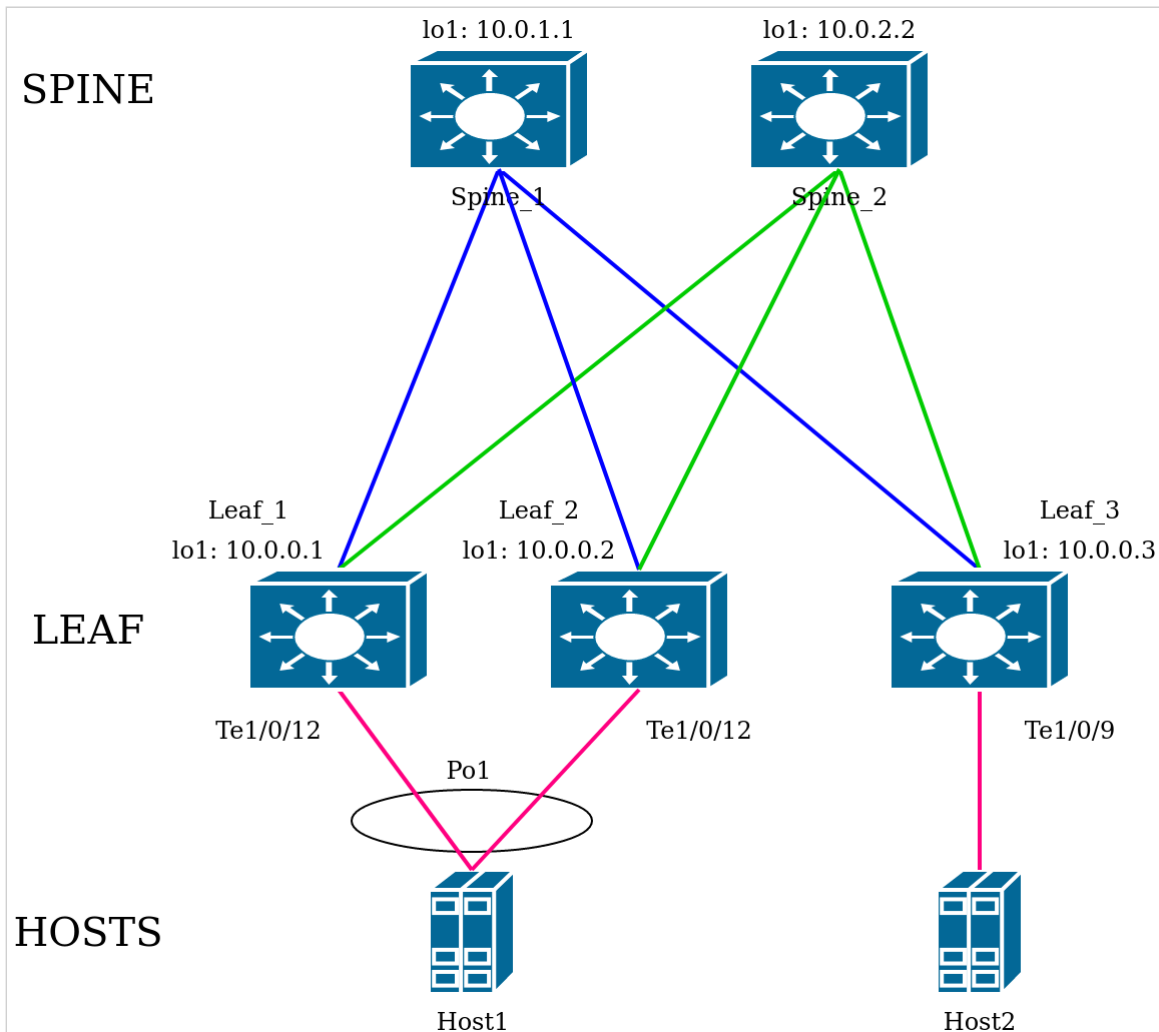 lo1: 10.0.1.1
lo1: 10.0.2.2
SPINE
Spine_1
Spine_2
Leaf_1
Leaf_2
Leaf_3
lo1: 10.0.0.1
lo1: 10.0.0.2
lo1: 10.0.0.3
LEAF
Te1/0/12
Te1/0/12
Te1/0/9
Po1
HOSTS
Host1
Host2